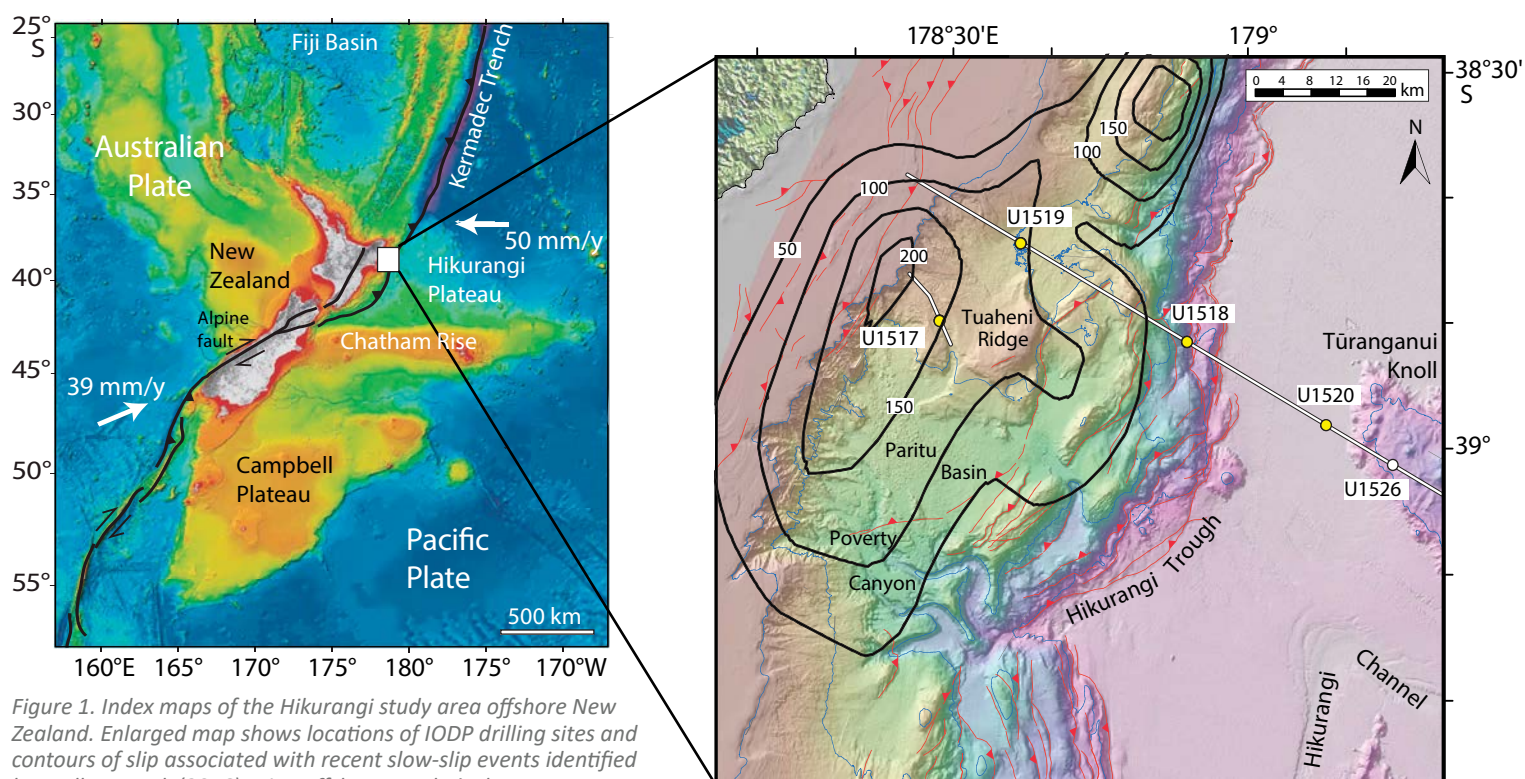 25°
S
30°
35°
40°
45°
50°
55°
160°E 165° 170° 175° 180° 175° 170°W
Fiji Basin
Kermadec Trench
Australian
Plate
50 mm/y
New
Zealand
Hikurangi
Plateau
Alpine
fault
Chatham Rise
39 mm/y
Campbell
Plateau
Pacific
Plate
500 km
Figure 1. Index maps of the Hikurangi study area offshore New
Zealand. Enlarged map shows locations of IODP drilling sites and
contours of slip associated with recent slow-slip events identified
178°30'E
179°
38°30'
S
39°
0 4 8 12 16 20
km
N
150
100
100
50
U1519
200
U1517
Tuaheni
Ridge
U1518
Tūranganui
Knoll
U1520
150
Paritu
Basin
U1526
Poverty
Canyon
Hikurangi Trough
Hikurangi
Channel